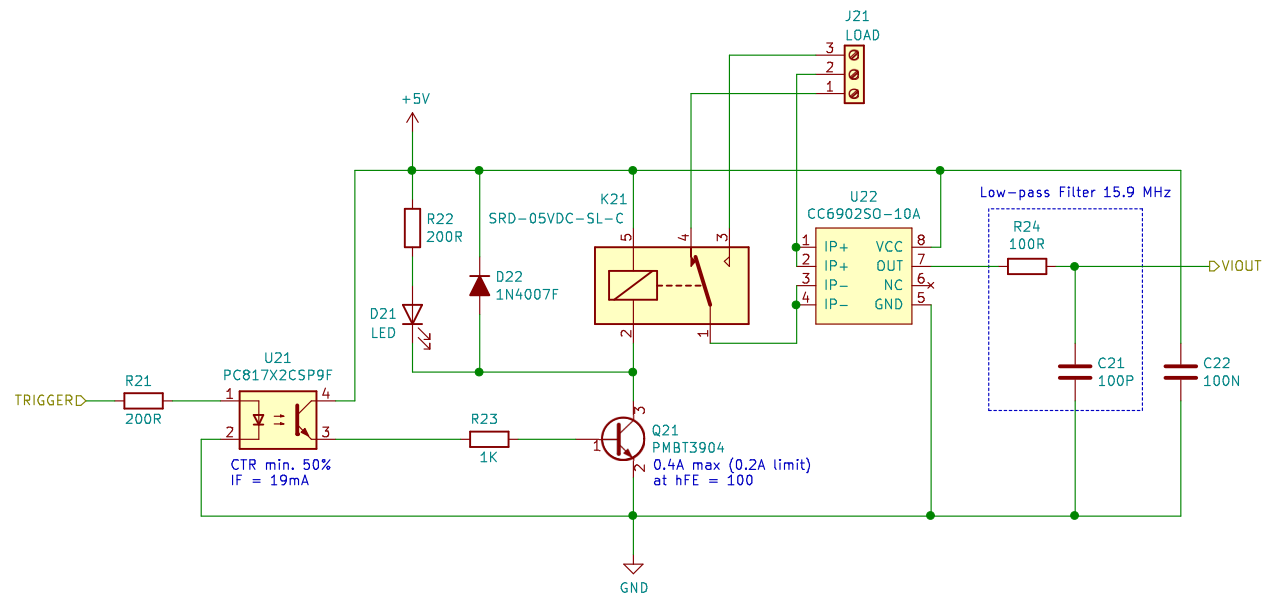 J21
LOAD
3
2
1
+5V
K21
SRD-05VDC-SL-C
5
4
3
2
1
R22
200R
D22
1N4007F
D21
LED
U22
CC6902SO-10A
1 IP+ VCC 8
2 IP+ OUT 7
3 IP- NC 6
4 IP- GND 5
Low-pass Filter 15.9 MHz
R24
100R
VIOUT
C21
100P
C22
100N
U21
PC817X2CSP9F
R21
TRIGGER
200R
1
4
2
3
CTR min. 50%
IF = 19mA
R23
1K
3
1
2
Q21
PMBT3904
0.4A max (0.2A limit)
at hFE = 100
GND